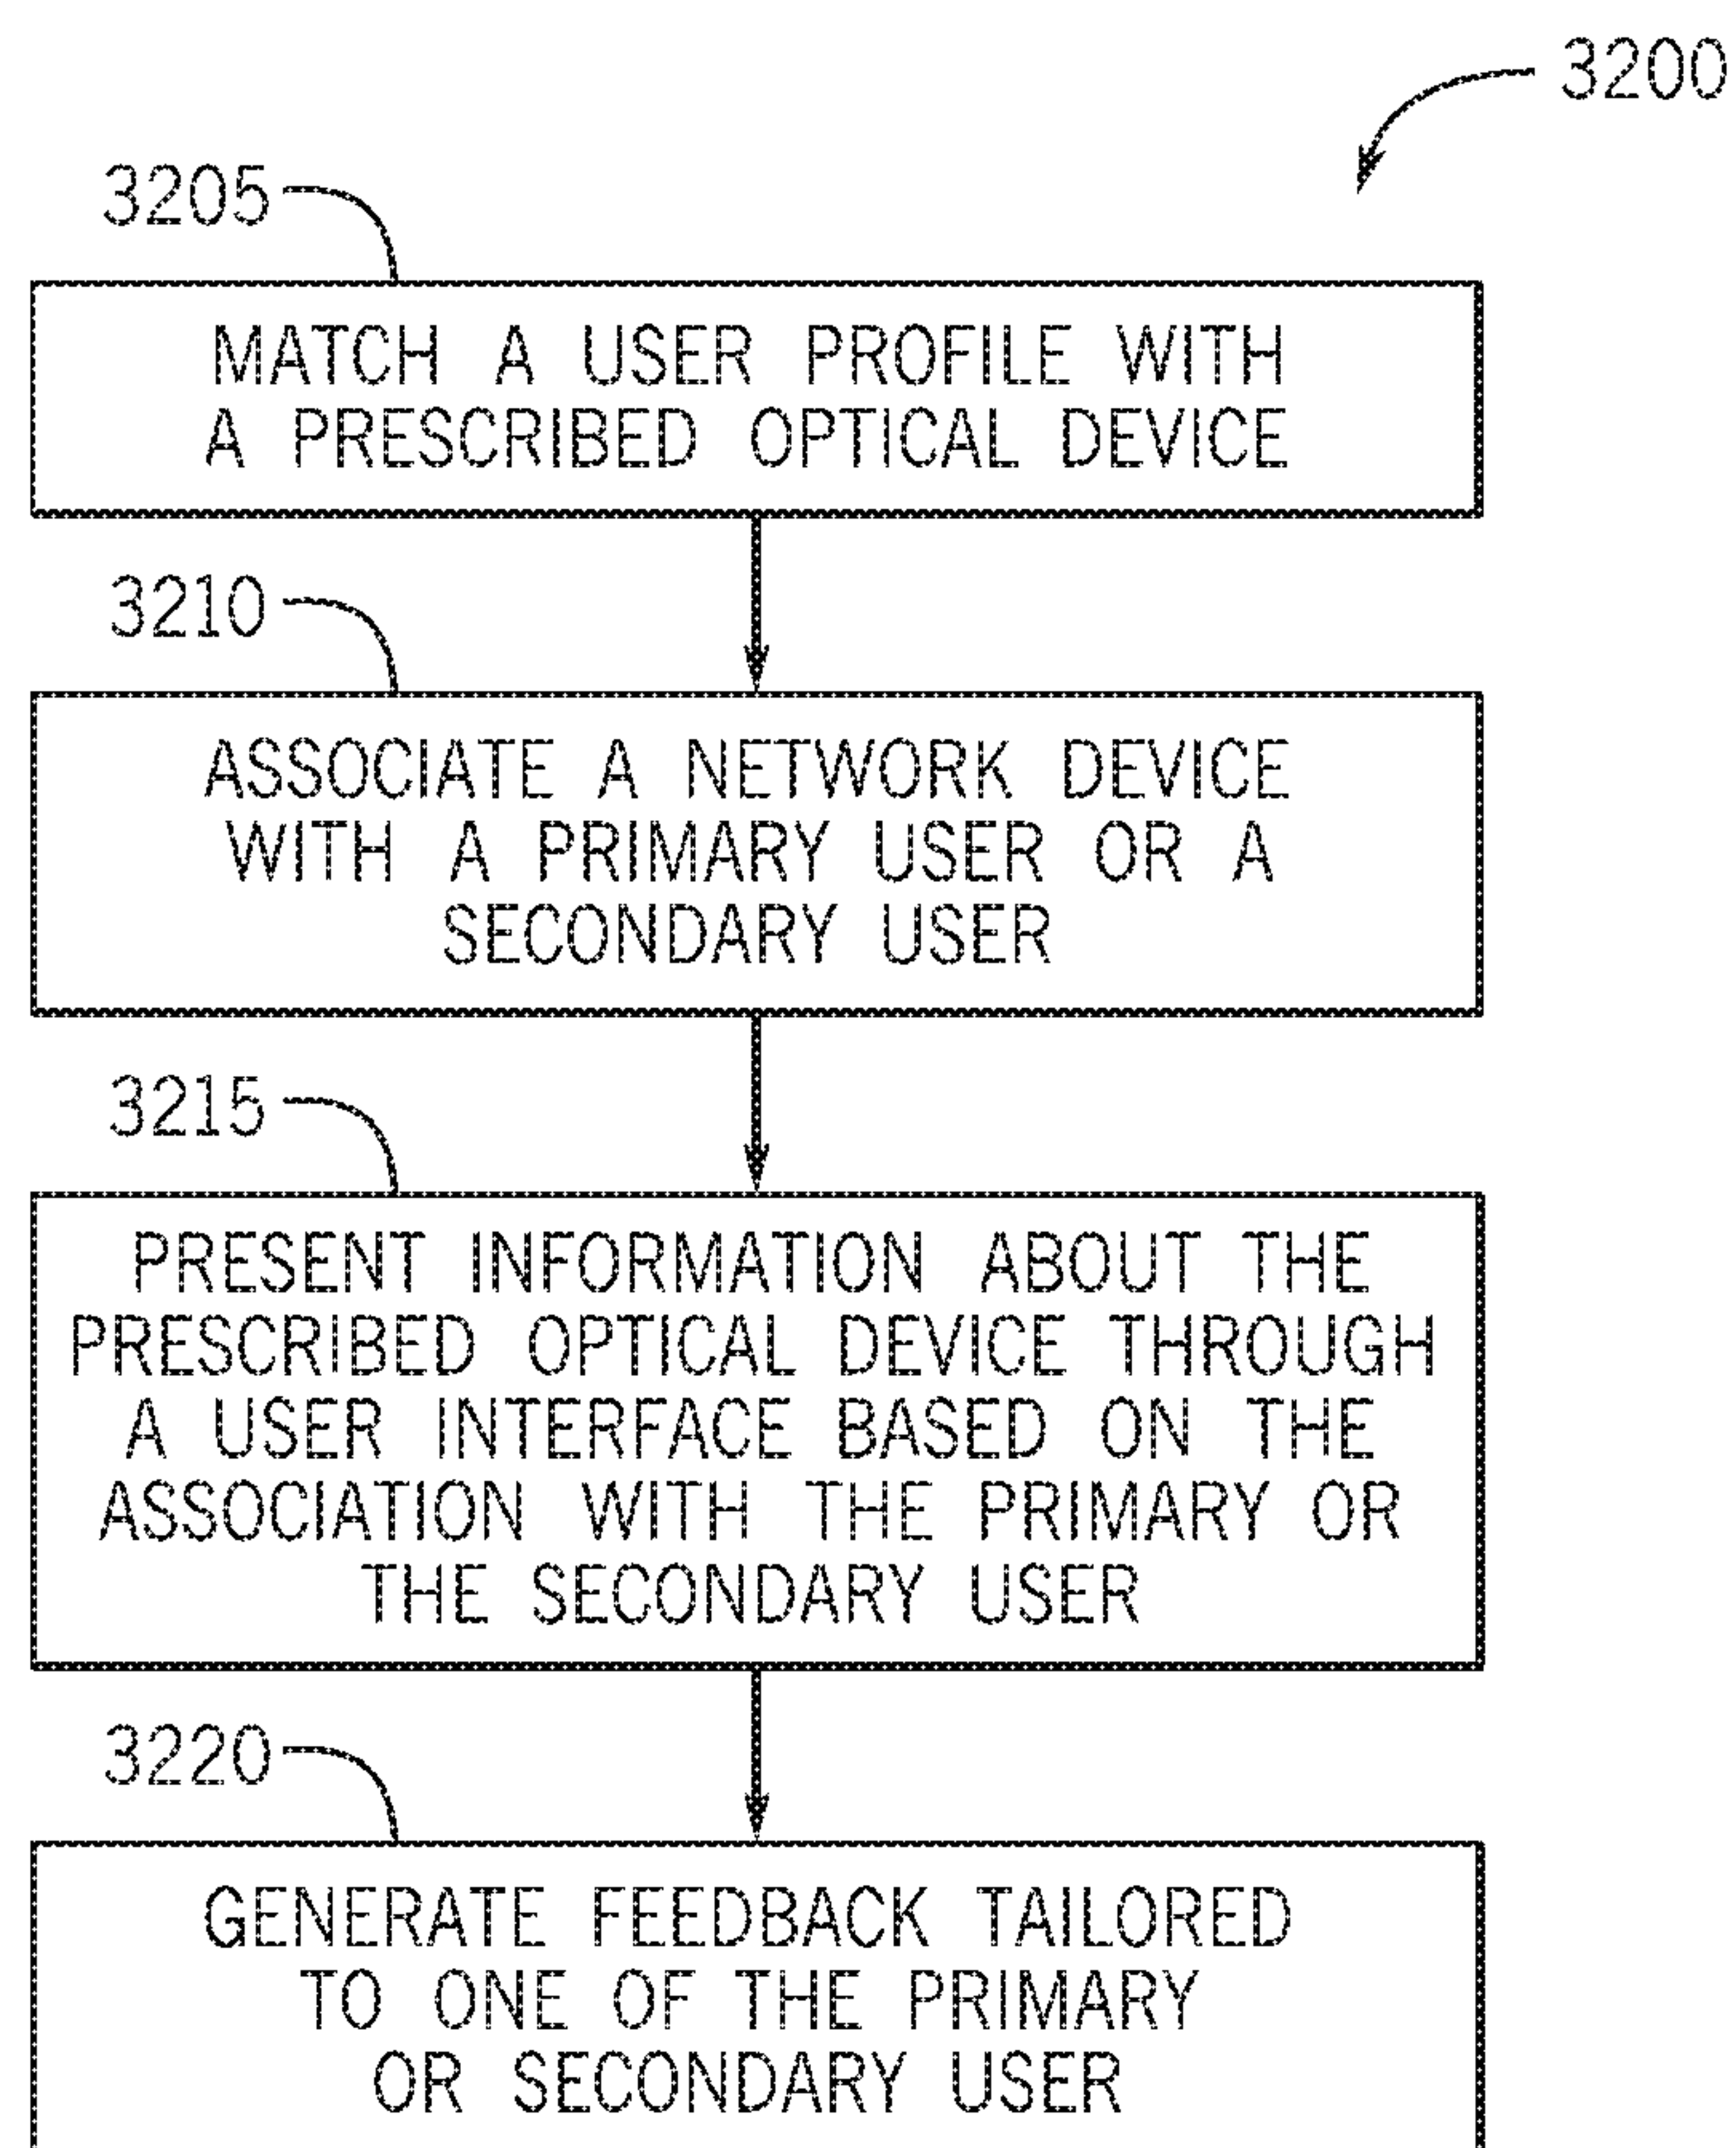 3200
3205
MATCH A USER PROFILE WITH
A PRESCRIBED OPTICAL DEVICE
3210
ASSOCIATE A NETWORK DEVICE
WITH A PRIMARY USER OR A
SECONDARY USER
3215
PRESENT INFORMATION ABOUT THE
PRESCRIBED OPTICAL DEVICE THROUGH
A USER INTERFACE BASED ON THE
ASSOCIATION WITH THE PRIMARY OR
THE SECONDARY USER
3220
GENERATE FEEDBACK TAILORED
TO ONE OF THE PRIMARY
OR SECONDARY USER